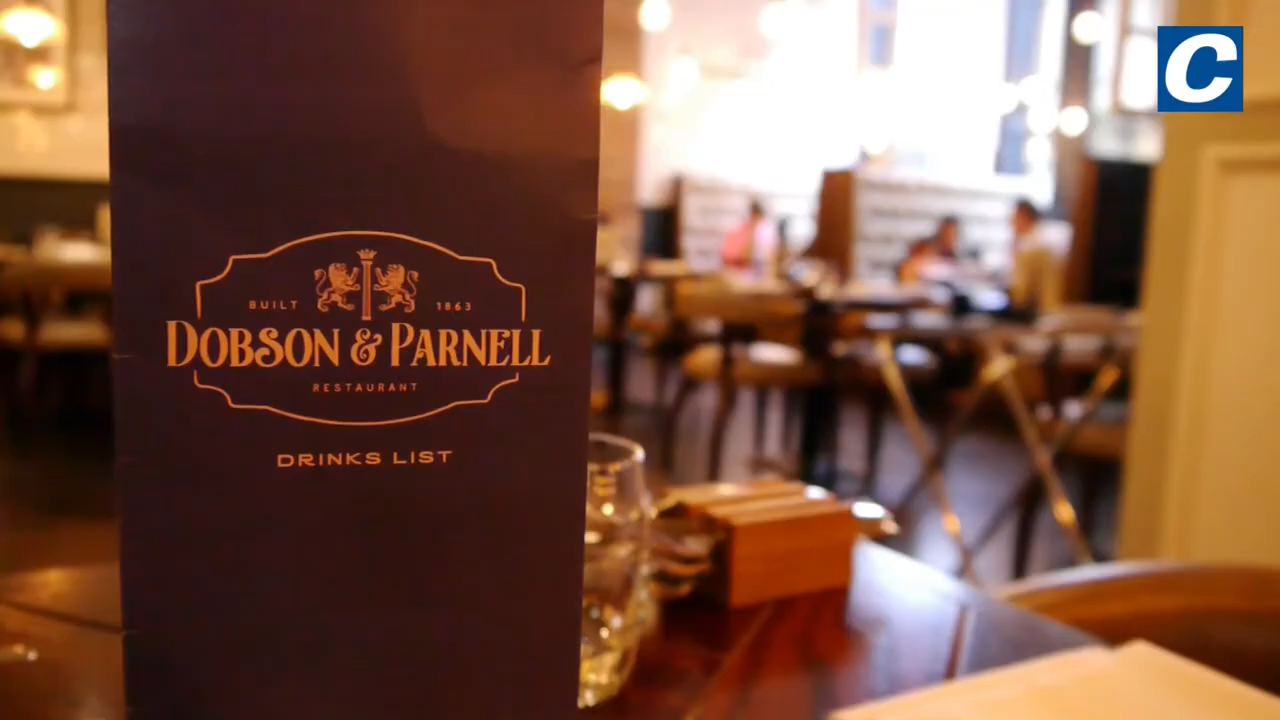 C
BUILT 1863
DOBSON & PARNELL
RESTAURANT
DRINKS LIST